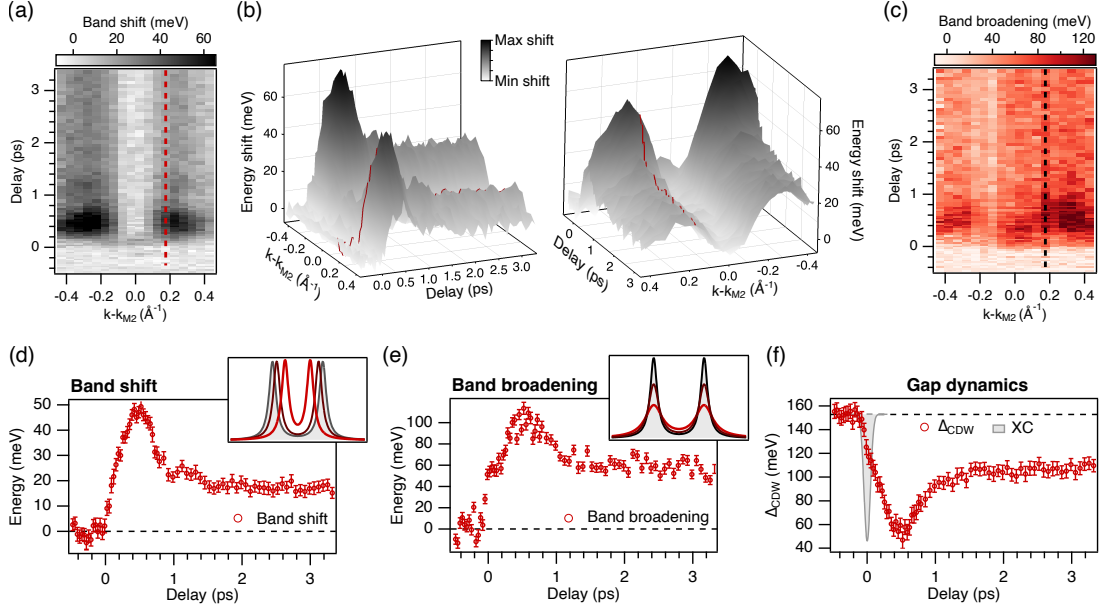 (a)
Band shift (meV)
0 20 40 60
Delay (ps)
3
2
1
0
-0.4 -0.2 0.0 0.2 0.4
k-kM2 (Å-1)
(b)
Max shift
Min shift
Energy shift (meV)
60
40
20
0
-0.4
-0.2
0.0
0.2
0.4
k-kM2 (Å-1)
0.0 0.5 1.0 1.5 2.0 2.5 3.0
Delay (ps)
Energy shift (meV)
60
40
20
0
0
1
2
3
Delay (ps)
0.4 0.2 0.0 -0.2 -0.4
k-kM2 (Å-1)
(c)
Band broadening (meV)
0 40 80 120
Delay (ps)
3
2
1
0
-0.4 -0.2 0.0 0.2 0.4
k-kM2 (Å-1)
(d)
Band shift
Energy (meV)
50
40
30
20
10
0
Band shift
0 1 2 3
Delay (ps)
(e)
Band broadening
Energy (meV)
100
80
60
40
20
0
Band broadening
0 1 2 3
Delay (ps)
(f)
Gap dynamics
ΔCDW (meV)
160
140
120
100
80
60
40
ΔCDW XC
0 1 2 3
Delay (ps)